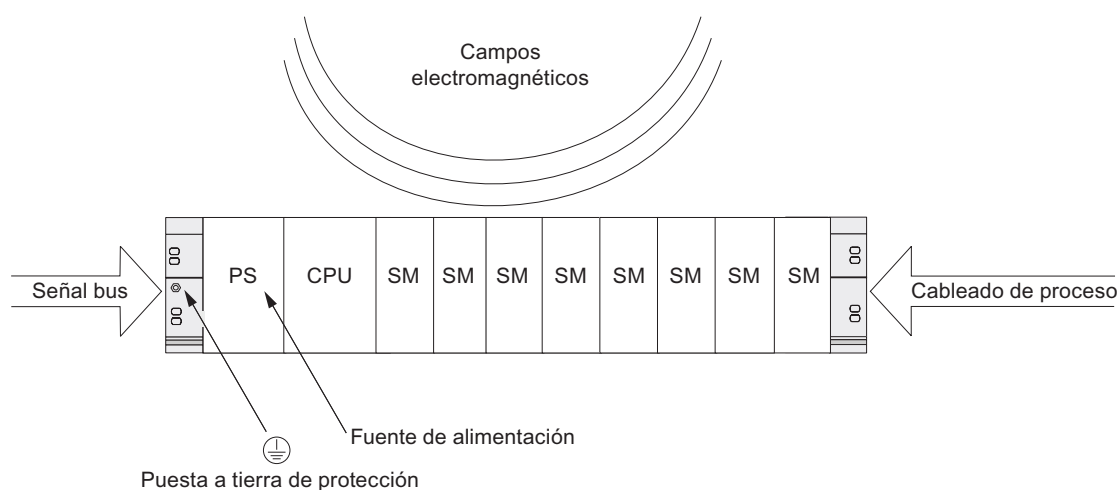 Campos
electromagnéticos
PS CPU SM SM SM SM SM SM SM SM
Señal bus
Cableado de proceso
Fuente de alimentación
Puesta a tierra de protección